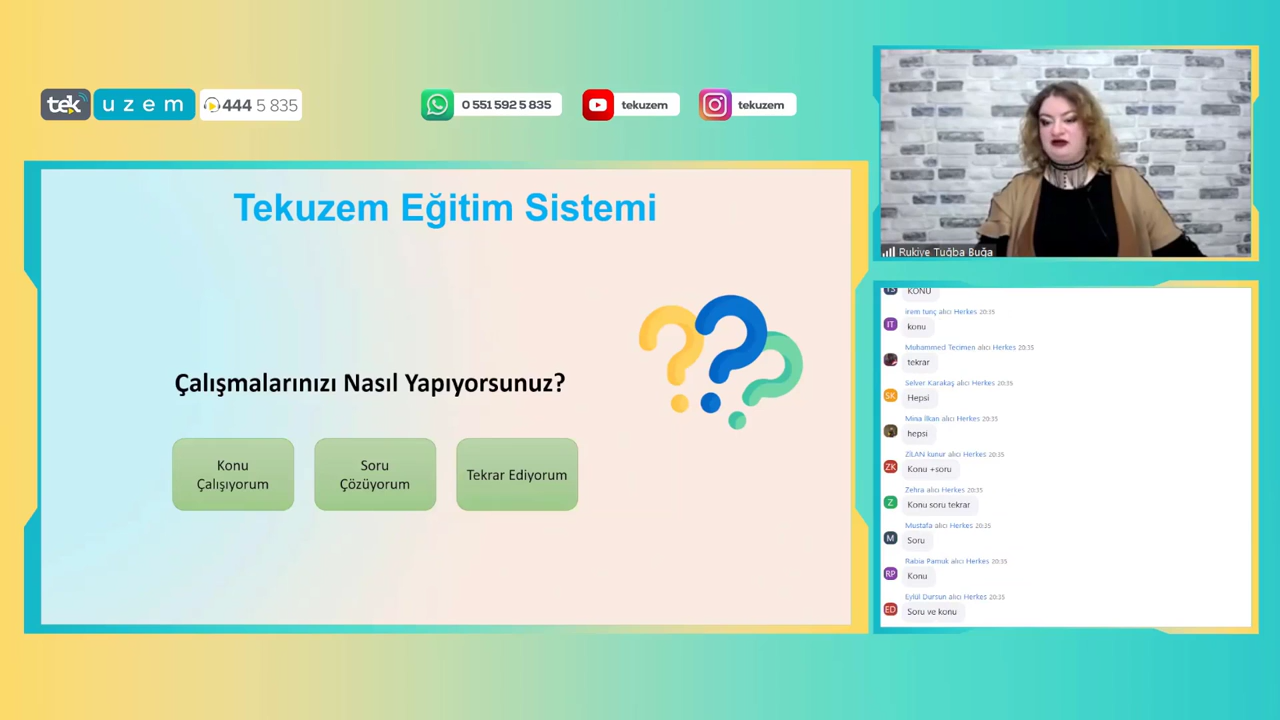 tek uzem 444 5 835
0 551 592 5 835
tekuzem
tekuzem
Tekuzem Eğitim Sistemi
Çalışmalarınızı Nasıl Yapıyorsunuz?
Konu
Çalışıyorum
Soru
Çözüyorum
Tekrar Ediyorum
Rukiye Tuğba Buğa
KONU
irem tunç alıcı Herkes 20:35
IT
konu
Muhammed Tecimen alıcı Herkes 20:35
tekrar
Selver Karakaş alıcı Herkes 20:35
SK
Hepsi
Mina İlkan alıcı Herkes 20:35
hepsi
ZİLAN kunur alıcı Herkes 20:35
ZK
Konu +soru
Zehra alıcı Herkes 20:35
Z
Konu soru tekrar
Mustafa alıcı Herkes 20:35
M
Soru
Rabia Pamuk alıcı Herkes 20:35
RP
Konu
Eylül Dursun alıcı Herkes 20:35
ED
Soru ve konu